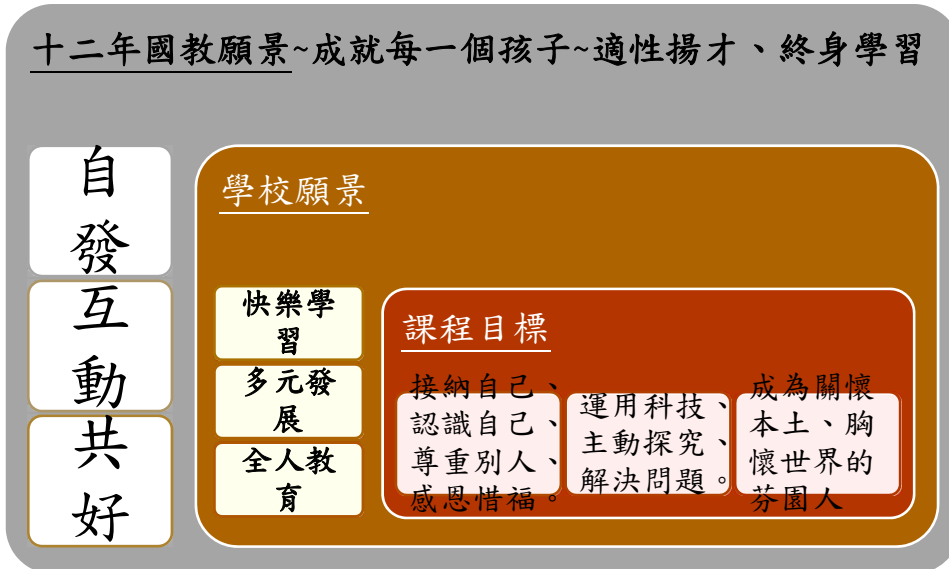 十二年國教願景~成就每一個孩子~適性揚才、終身學習
自
發
互
動
共
好
學校願景
快樂學
習
多元發
展
全人教
育
課程目標
接納自己、
認識自己、
尊重別人、
感恩惜福。
運用科技、
主動探究、
解決問題。
成為關懷
本土、胸
懷世界的
芬園人